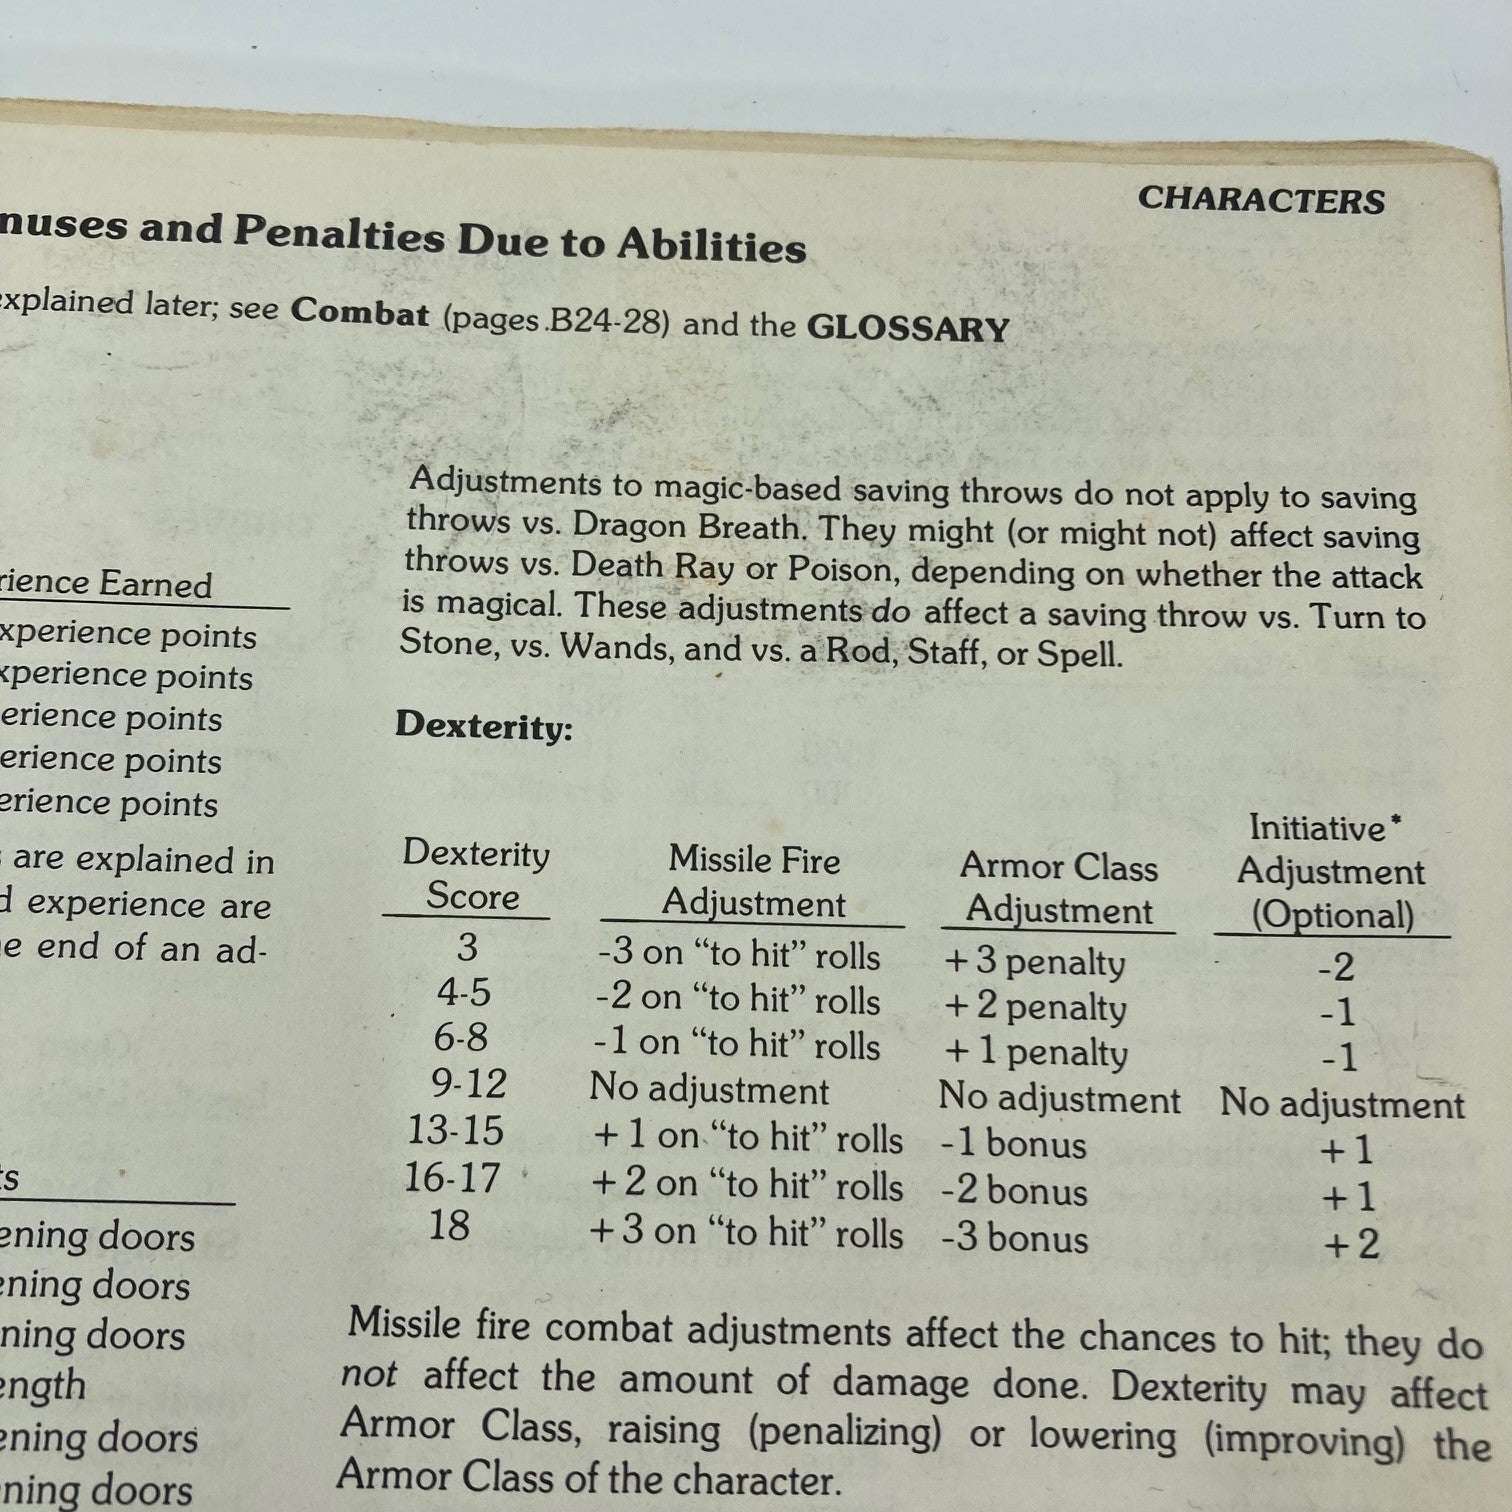 CHARACTERS
nuses and Penalties Due to Abilities
explained later; see Combat (pages B24-28) and the GLOSSARY
Adjustments to magic-based saving throws do not apply to saving
throws vs. Dragon Breath. They might (or might not) affect saving
throws vs. Death Ray or Poison, depending on whether the attack
is magical. These adjustments do affect a saving throw vs. Turn to
Stone, vs. Wands, and vs. a Rod, Staff, or Spell.
rience Earned
xperience points
xperience points
erience points
erience points
erience points
are explained in
d experience are
e end of an ad-
ts
ening doors
ening doors
ning doors
ength
ening doors
ning doors
Dexterity:
Dexterity Score Missile Fire Adjustment Armor Class Adjustment Initiative* Adjustment (Optional)
3 -3 on "to hit" rolls +3 penalty -2
4-5 -2 on "to hit" rolls +2 penalty -1
6-8 -1 on "to hit" rolls +1 penalty -1
9-12 No adjustment No adjustment No adjustment
13-15 +1 on "to hit" rolls -1 bonus +1
16-17 +2 on "to hit" rolls -2 bonus +1
18 +3 on "to hit" rolls -3 bonus +2
Missile fire combat adjustments affect the chances to hit; they do
not affect the amount of damage done. Dexterity may affect
Armor Class, raising (penalizing) or lowering (improving) the
Armor Class of the character.